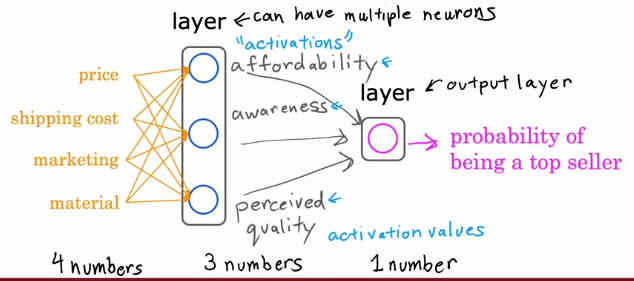 layer ← can have multiple neurons
"activations"
affordability
price
layer ← output layer
shipping cost
awareness
probability of
being a top seller
marketing
material
perceived
quality
activation values
4 numbers
3 numbers
1 number